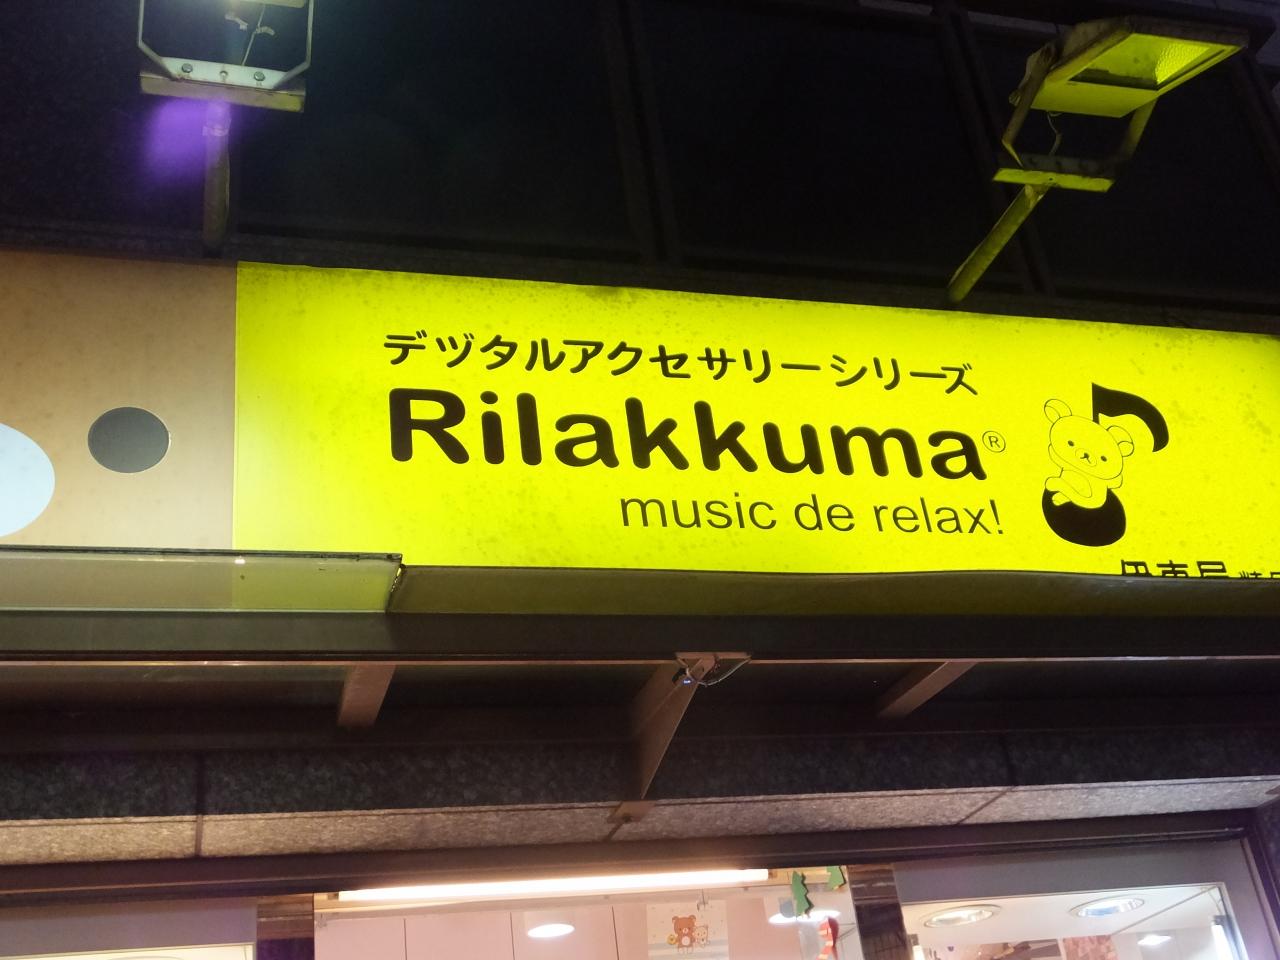 デヅタルアクセサリーシリーズ
Rilakkuma®
music de relax!